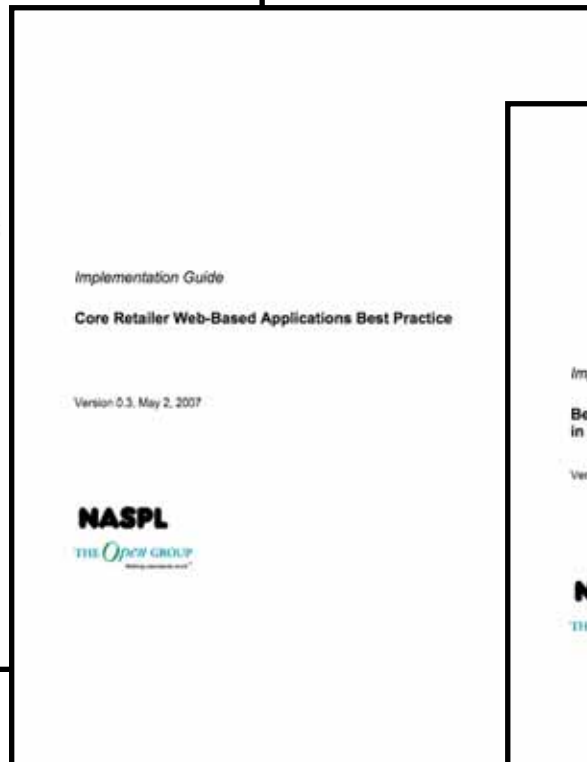 Implementation Guide
Core Retailer Web-Based Applications Best Practice
Version 0.3, May 2, 2007
NASPL
THE Open GROUP
Im
Be
in
Ve
N
TH